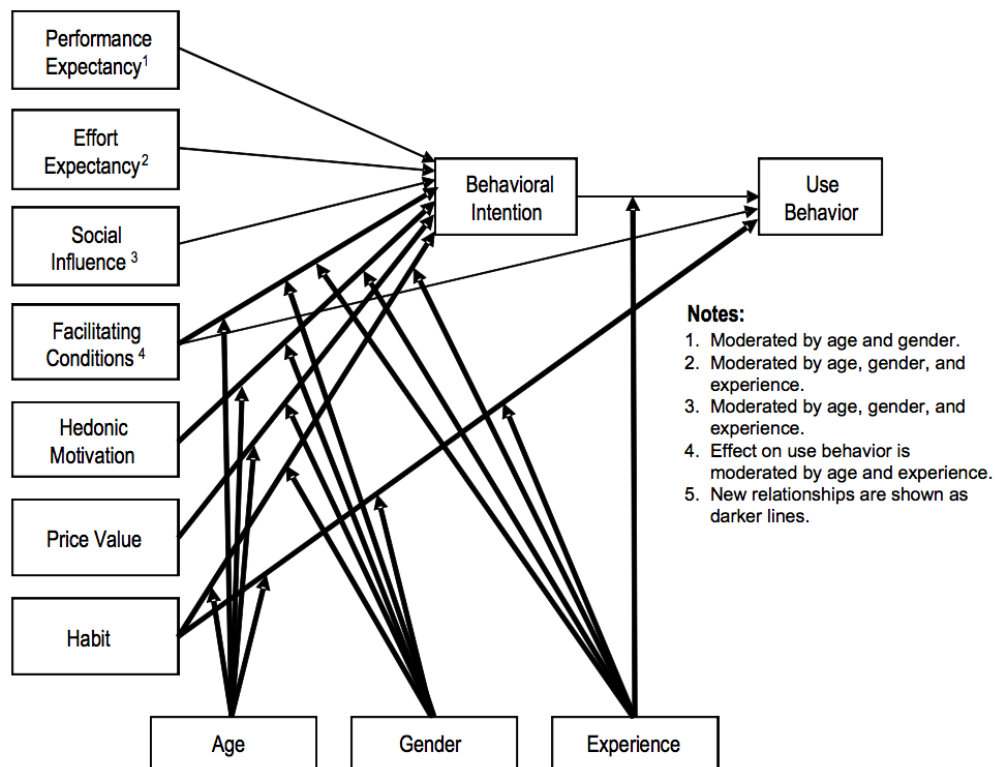 Performance
Expectancy1
Effort
Expectancy2
Social
Influence 3
Facilitating
Conditions 4
Hedonic
Motivation
Price Value
Habit
Behavioral
Intention
Use
Behavior
Notes:
1. Moderated by age and gender.
2. Moderated by age, gender, and
experience.
3. Moderated by age, gender, and
experience.
4. Effect on use behavior is
moderated by age and experience.
5. New relationships are shown as
darker lines.
Age
Gender
Experience